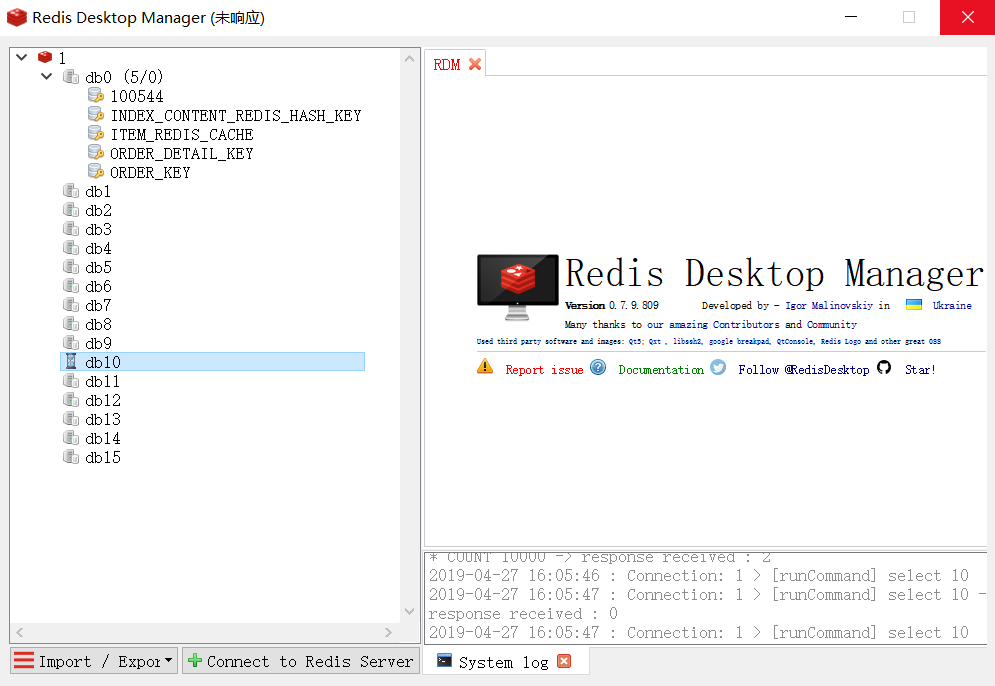 Redis Desktop Manager (未响应)
1
db0 (5/0)
100544
INDEX_CONTENT_REDIS_HASH_KEY
ITEM_REDIS_CACHE
ORDER_DETAIL_KEY
ORDER_KEY
db1
db2
db3
db4
db5
db6
db7
db8
db9
db10
db11
db12
db13
db14
db15
Import / Expor
Connect to Redis Server
RDM
Redis Desktop Manager
Version 0.7.9.809 Developed by - Igor Malinovskiy in Ukraine
Many thanks to our amazing Contributors and Community
Used third party software and images: Qt5; Qxt , libssh2, google breakpad, QtConsole, Redis Logo and other great OSS
Report issue Documentation Follow @RedisDesktop Star!
* COUNT 10000 -> response received : 2
2019-04-27 16:05:46 : Connection: 1 > [runCommand] select 10
2019-04-27 16:05:47 : Connection: 1 > [runCommand] select 10 -
response received : 0
2019-04-27 16:05:47 : Connection: 1 > [runCommand] select 10
System log